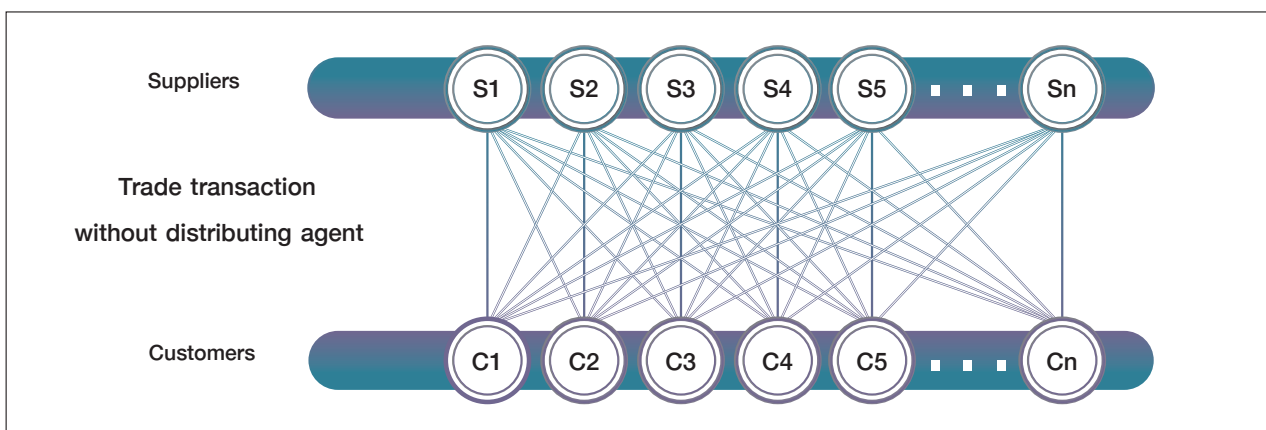 Suppliers
S1 S2 S3 S4 S5 ... Sn
Trade transaction
without distributing agent
Customers
C1 C2 C3 C4 C5 ... Cn